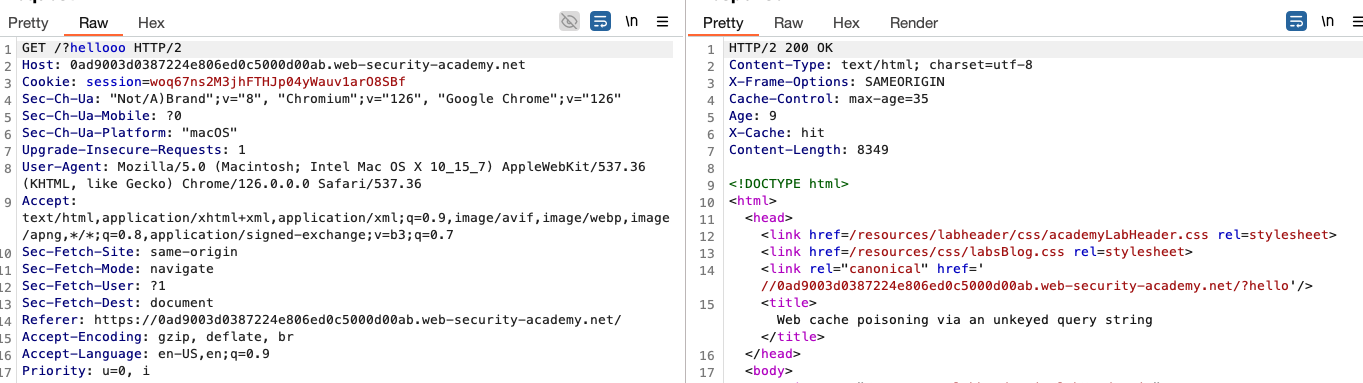 Pretty Raw Hex
\n
1 GET /?hellooo HTTP/2
2 Host: 0ad9003d0387224e806ed0c5000d00ab.web-security-academy.net
3 Cookie: session=woq67ns2M3jhFTHJp04yWauv1arO8SBf
4 Sec-Ch-Ua: "Not/A)Brand";v="8", "Chromium";v="126", "Google Chrome";v="126"
5 Sec-Ch-Ua-Mobile: ?0
6 Sec-Ch-Ua-Platform: "macOS"
7 Upgrade-Insecure-Requests: 1
8 User-Agent: Mozilla/5.0 (Macintosh; Intel Mac OS X 10_15_7) AppleWebKit/537.36
(KHTML, like Gecko) Chrome/126.0.0.0 Safari/537.36
9 Accept:
text/html,application/xhtml+xml,application/xml;q=0.9,image/avif,image/webp,image
/apng,*/*;q=0.8,application/signed-exchange;v=b3;q=0.7
10 Sec-Fetch-Site: same-origin
11 Sec-Fetch-Mode: navigate
12 Sec-Fetch-User: ?1
13 Sec-Fetch-Dest: document
14 Referer: https://0ad9003d0387224e806ed0c5000d00ab.web-security-academy.net/
15 Accept-Encoding: gzip, deflate, br
16 Accept-Language: en-US,en;q=0.9
17 Priority: u=0, i
Pretty Raw Hex Render
\n
1 HTTP/2 200 OK
2 Content-Type: text/html; charset=utf-8
3 X-Frame-Options: SAMEORIGIN
4 Cache-Control: max-age=35
5 Age: 9
6 X-Cache: hit
7 Content-Length: 8349
8
9 <!DOCTYPE html>
10 <html>
11 <head>
12 <link href=/resources/labheader/css/academyLabHeader.css rel=stylesheet>
13 <link href=/resources/css/labsBlog.css rel=stylesheet>
14 <link rel="canonical" href='
//0ad9003d0387224e806ed0c5000d00ab.web-security-academy.net/?hello'/>
15 <title>
Web cache poisoning via an unkeyed query string
</title>
16 </head>
17 <body>